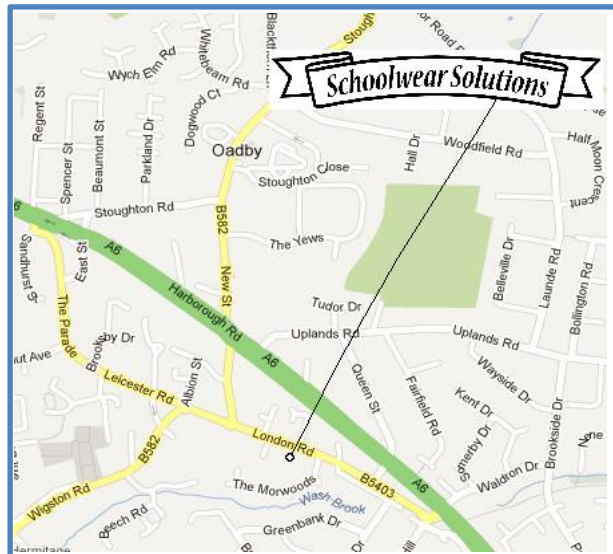 Schoolwear Solutions
Stough
Whitebeam Rd
Wych Elm Rd
Dogwood Ct
Regent St
Spencer St
Beaumont St
Parkland Dr
Oadby
Stoughton Close
Hall Dr
Woodfield Rd
Half Moon Crescent
Stoughton Rd
B582
The Yews
A6
A6
Sandhurst St
East St
The Parade
New St
Harborough Rd
A6
Belleville Dr
Launde Rd
Bollington Rd
Tudor Dr
Uplands Rd
Uplands Rd
Albion St
Leicester Rd
Queen St
Fairfield Rd
Wayside Dr
Kent Dr
Brookside Dr
London Rd
B582
Wigston Rd
The Morwoods
Wash Brook
B5403
A6
Waldron Dr
Beech Rd
Greenbank Dr
Hermitage